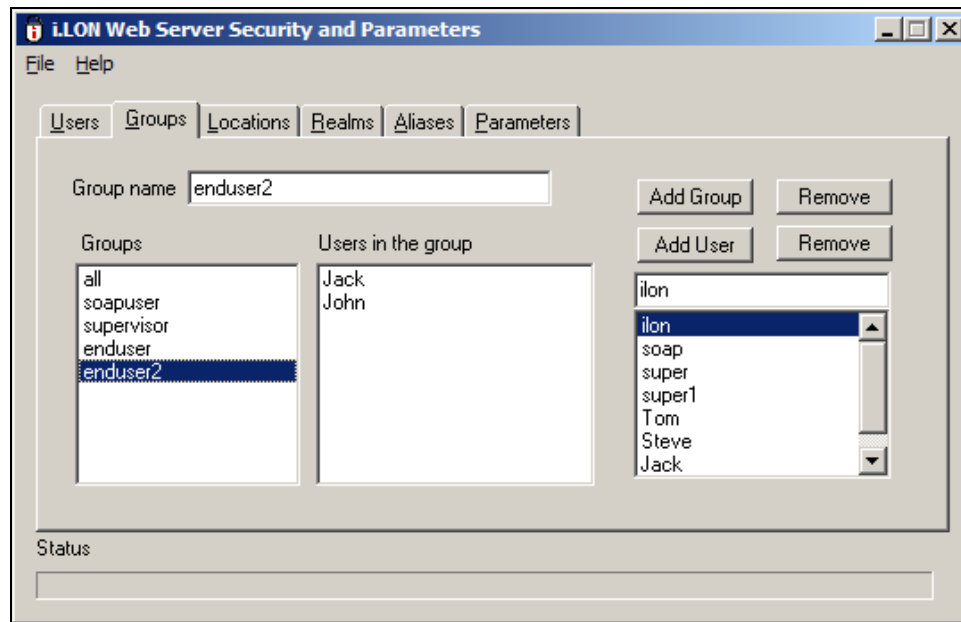 i.LON Web Server Security and Parameters
File Help
Users Groups Locations Realms Aliases Parameters
Group name enduser2
Add Group Remove
Groups Users in the group
Add User Remove
all
soapuser
supervisor
enduser
enduser2
Jack
John
ilon
ilon
soap
super
super1
Tom
Steve
Jack
Status